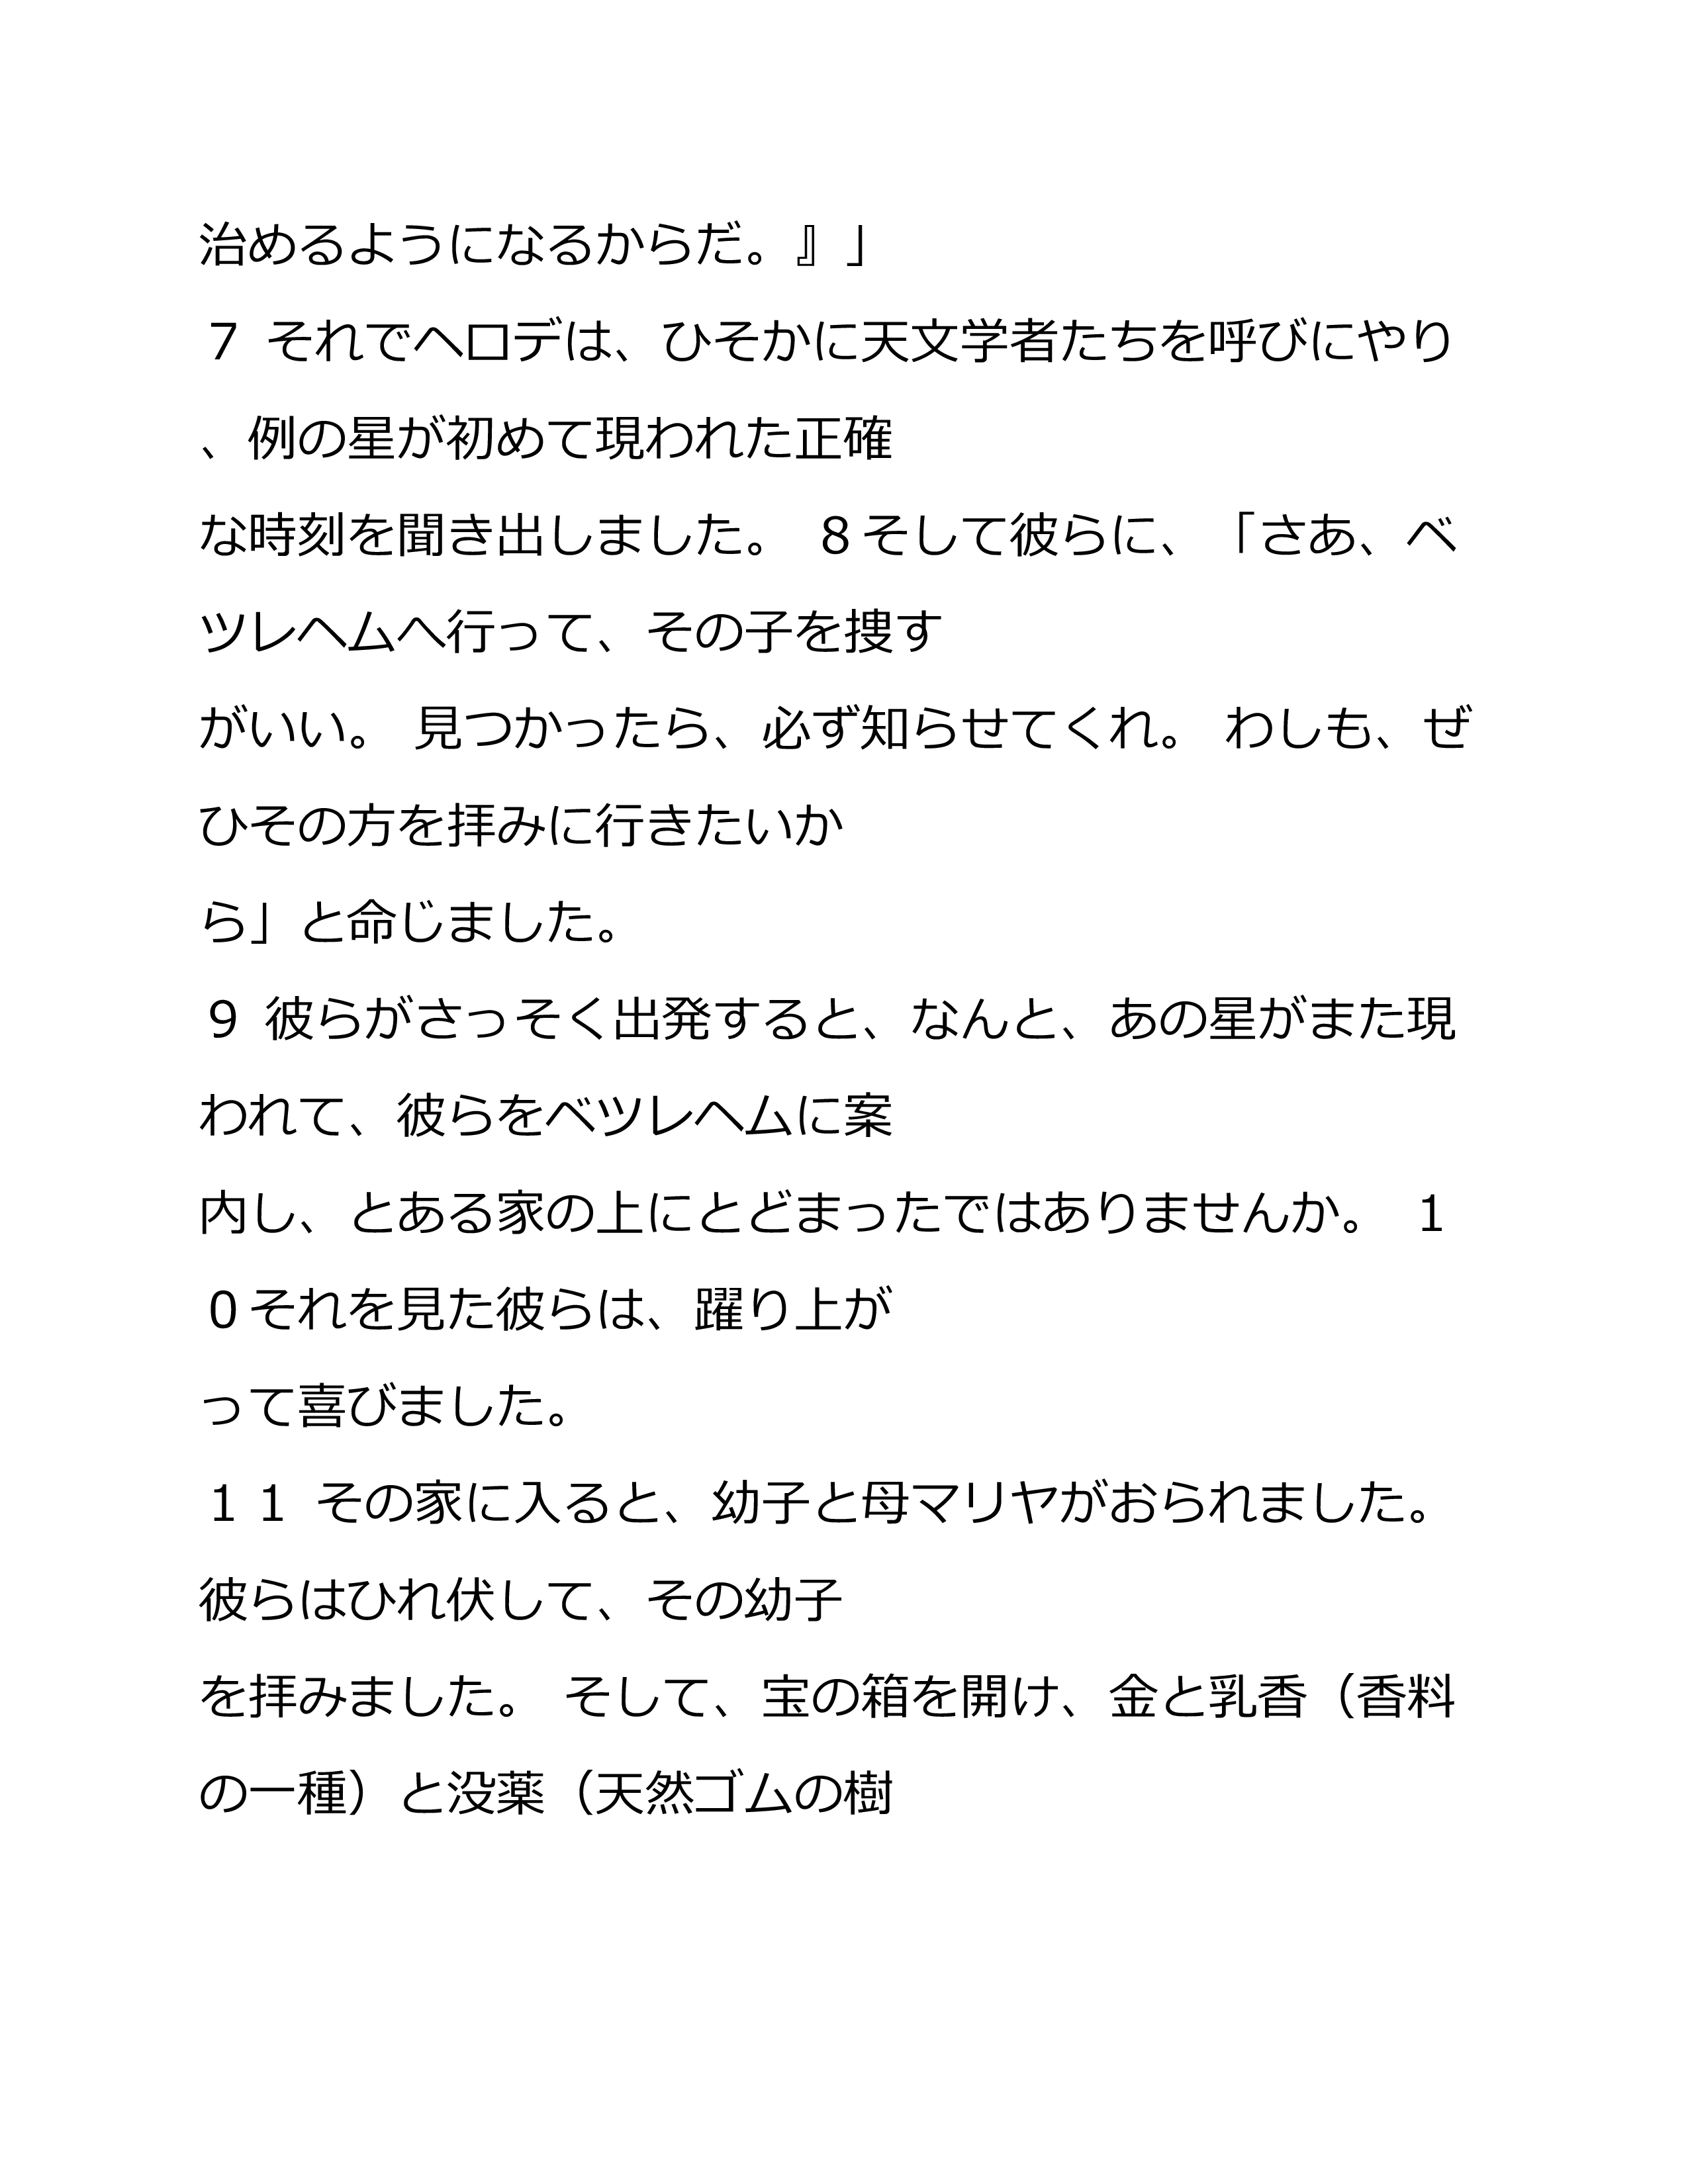 治めるようになるからだ。』」
７ それでヘロデは、ひそかに天文学者たちを呼びにやり
、例の星が初めて現われた正確
な時刻を聞き出しました。 ８そして彼らに、「さあ、ベ
ツレヘムへ行って、その子を捜す
がいい。 見つかったら、必ず知らせてくれ。 わしも、ぜ
ひその方を拝みに行きたいか
ら」と命じました。
９ 彼らがさっそく出発すると、なんと、あの星がまた現
われて、彼らをベツレヘムに案
内し、とある家の上にとどまったではありませんか。 １
０それを見た彼らは、躍り上が
って喜びました。
１１ その家に入ると、幼子と母マリヤがおられました。
彼らはひれ伏して、その幼子
を拝みました。 そして、宝の箱を開け、金と乳香（香料
の一種）と没薬（天然ゴムの樹